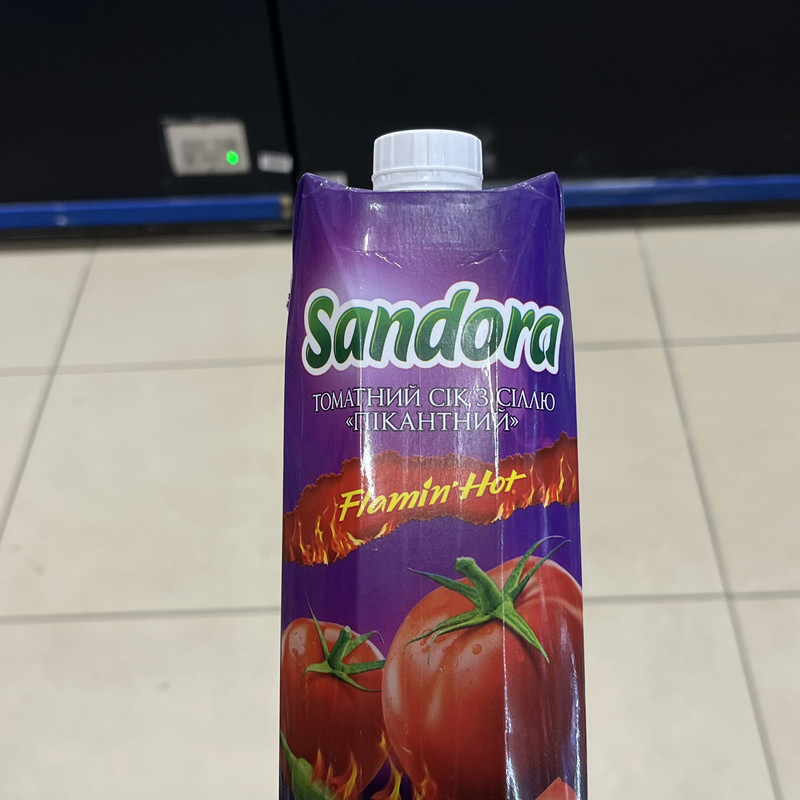 Sandora
ТОМАТНИЙ СІК З СІЛЛЮ
«ПІКАНТНИЙ»
Flamin' Hot